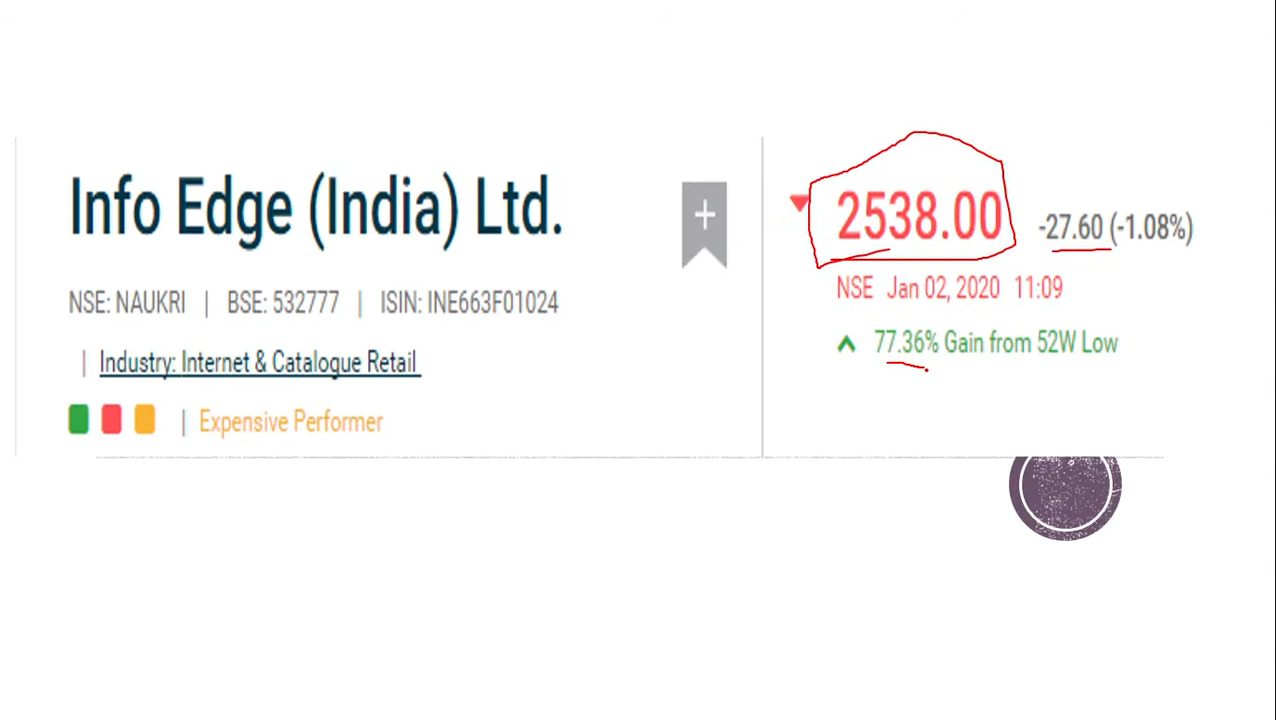 Info Edge (India) Ltd.
NSE: NAUKRI | BSE: 532777 | ISIN: INE663F01024
| Industry: Internet & Catalogue Retail
| Expensive Performer
2538.00 -27.60 (-1.08%)
NSE Jan 02, 2020 11:09
77.36% Gain from 52W Low